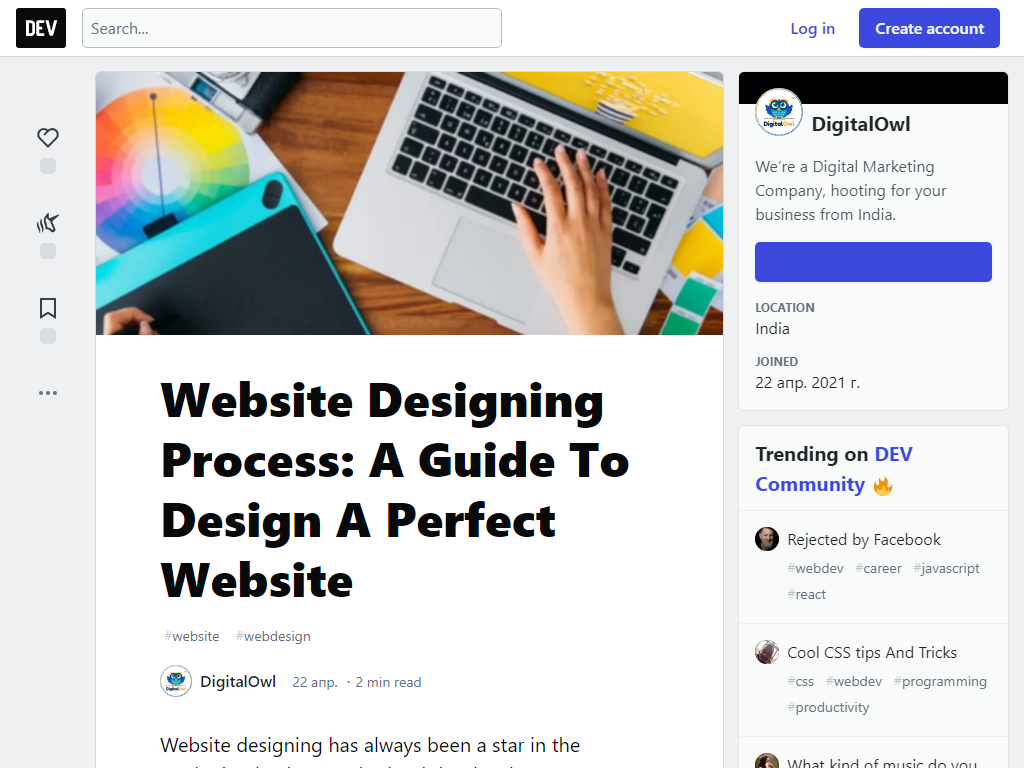 DEV
Search...
Log in
Create account
DigitalOwl
DigitalOwl
We're a Digital Marketing
Company, hooting for your
business from India.
LOCATION
India
JOINED
22 апр. 2021 г.
Website Designing
Process: A Guide To
Design A Perfect
Website
#website #webdesign
DigitalOwl
DigitalOwl 22 апр. · 2 min read
Website designing has always been a star in the
Trending on DEV
Community 🔥
Rejected by Facebook
#webdev #career #javascript
#react
Cool CSS tips And Tricks
#css #webdev #programming
#productivity
What kind of music do you